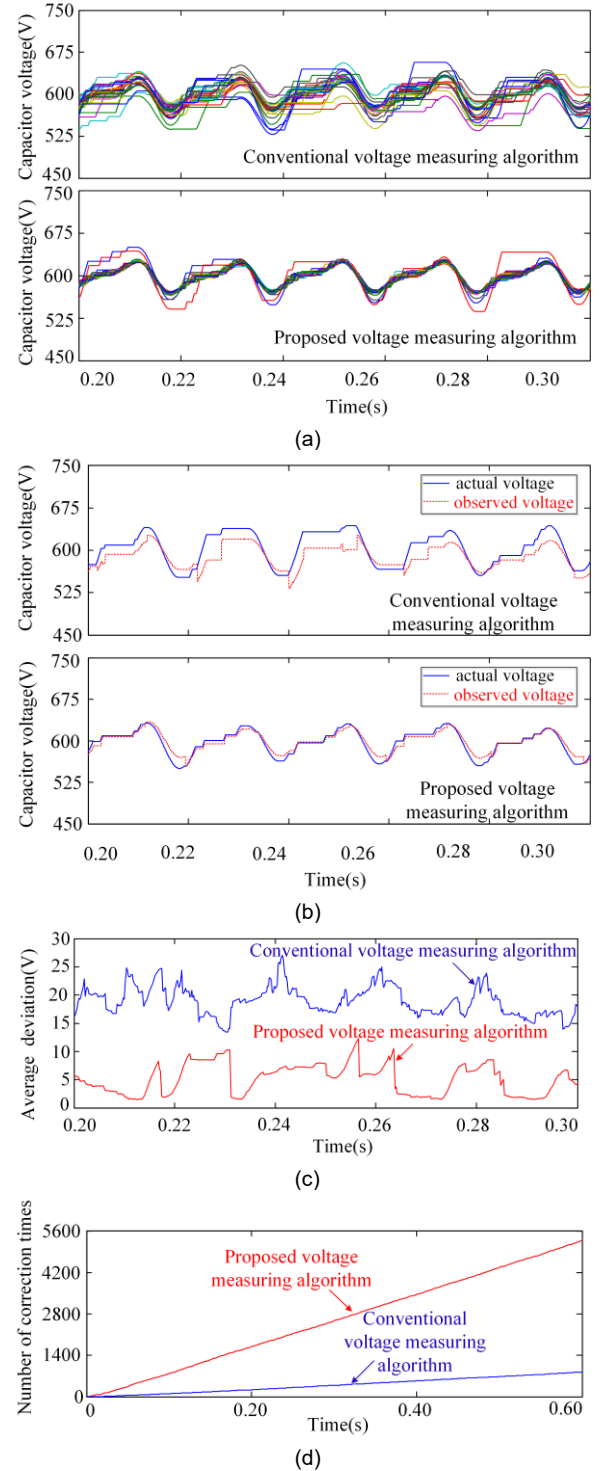 750
675
600
525
450
Capacitor voltage(V)
Conventional voltage measuring algorithm
750
675
600
525
450
Capacitor voltage(V)
Proposed voltage measuring algorithm
0.20 0.22 0.24 0.26 0.28 0.30
Time(s)
(a)
750
675
600
525
450
Capacitor voltage(V)
actual voltage
observed voltage
Conventional voltage
measuring algorithm
750
675
600
525
450
Capacitor voltage(V)
actual voltage
observed voltage
Proposed voltage
measuring algorithm
0.20 0.22 0.24 0.26 0.28 0.30
Time(s)
(b)
30
25
20
15
10
5
0
Average deviation(V)
Conventional voltage measuring algorithm
Proposed voltage measuring algorithm
0.20 0.22 0.24 0.26 0.28 0.30
Time(s)
(c)
5600
4200
2800
1400
0
Number of correction times
Proposed voltage
measuring algorithm
Conventional
voltage measuring
algorithm
0 0.20 0.40 0.60
Time(s)
(d)